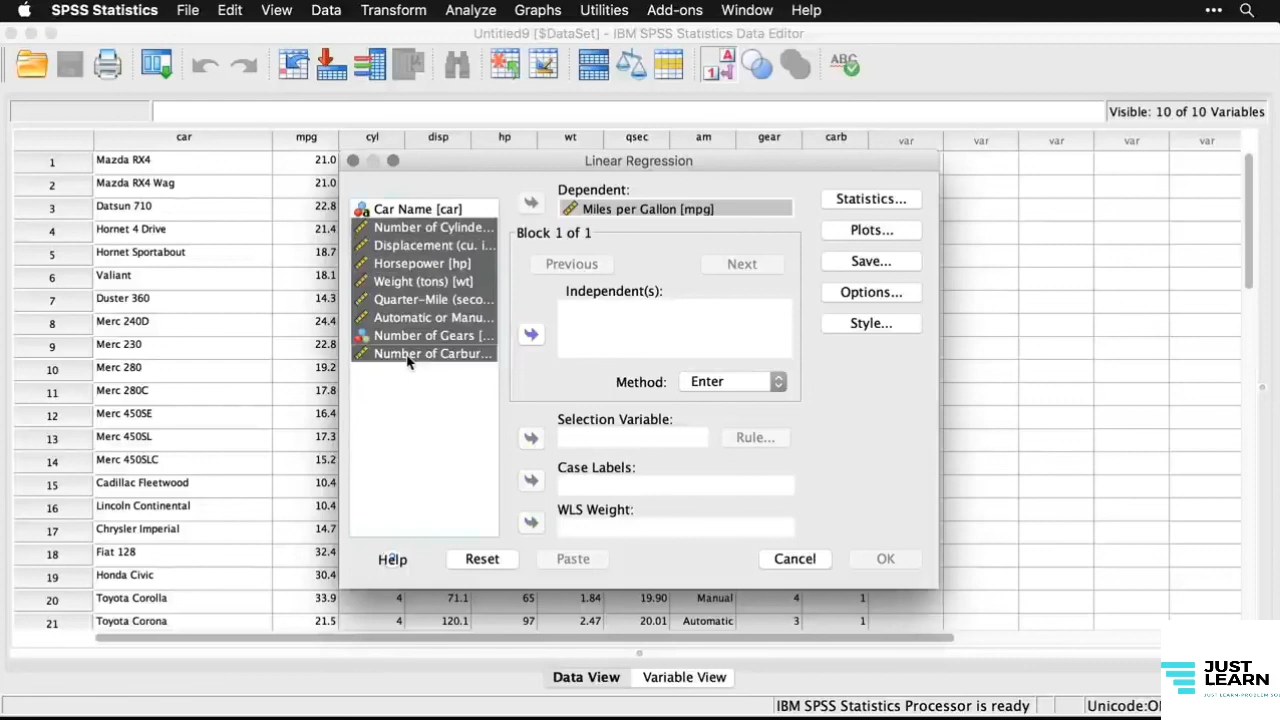 SPSS Statistics File Edit View Data Transform Analyze Graphs Utilities Add-ons Window Help
Untitled9 [$DataSet] - IBM SPSS Statistics Data Editor
Visible: 10 of 10 Variables
car mpg cyl disp hp wt qsec am gear carb var var var var var
1 Mazda RX4 21.0
2 Mazda RX4 Wag 21.0
3 Datsun 710 22.8
4 Hornet 4 Drive 21.4
5 Hornet Sportabout 18.7
6 Valiant 18.1
7 Duster 360 14.3
8 Merc 240D 24.4
9 Merc 230 22.8
10 Merc 280 19.2
11 Merc 280C 17.8
12 Merc 450SE 16.4
13 Merc 450SL 17.3
14 Merc 450SLC 15.2
15 Cadillac Fleetwood 10.4
16 Lincoln Continental 10.4
17 Chrysler Imperial 14.7
18 Fiat 128 32.4
19 Honda Civic 30.4
20 Toyota Corolla 33.9 4 71.1 65 1.84 19.90 Manual 4 1
21 Toyota Corona 21.5 4 120.1 97 2.47 20.01 Automatic 3 1
Linear Regression
Car Name [car]
Number of Cylinde...
Displacement (cu. i...
Horsepower [hp]
Weight (tons) [wt]
Quarter-Mile (seco...
Automatic or Manu...
Number of Gears [...
Number of Carbur...
Dependent:
Miles per Gallon [mpg]
Block 1 of 1
Previous Next
Independent(s):
Method: Enter
Selection Variable:
Rule...
Case Labels:
WLS Weight:
Statistics...
Plots...
Save...
Options...
Style...
Help Reset Paste Cancel OK
Data View Variable View
IBM SPSS Statistics Processor is ready Unicode:
JUST
LEARN